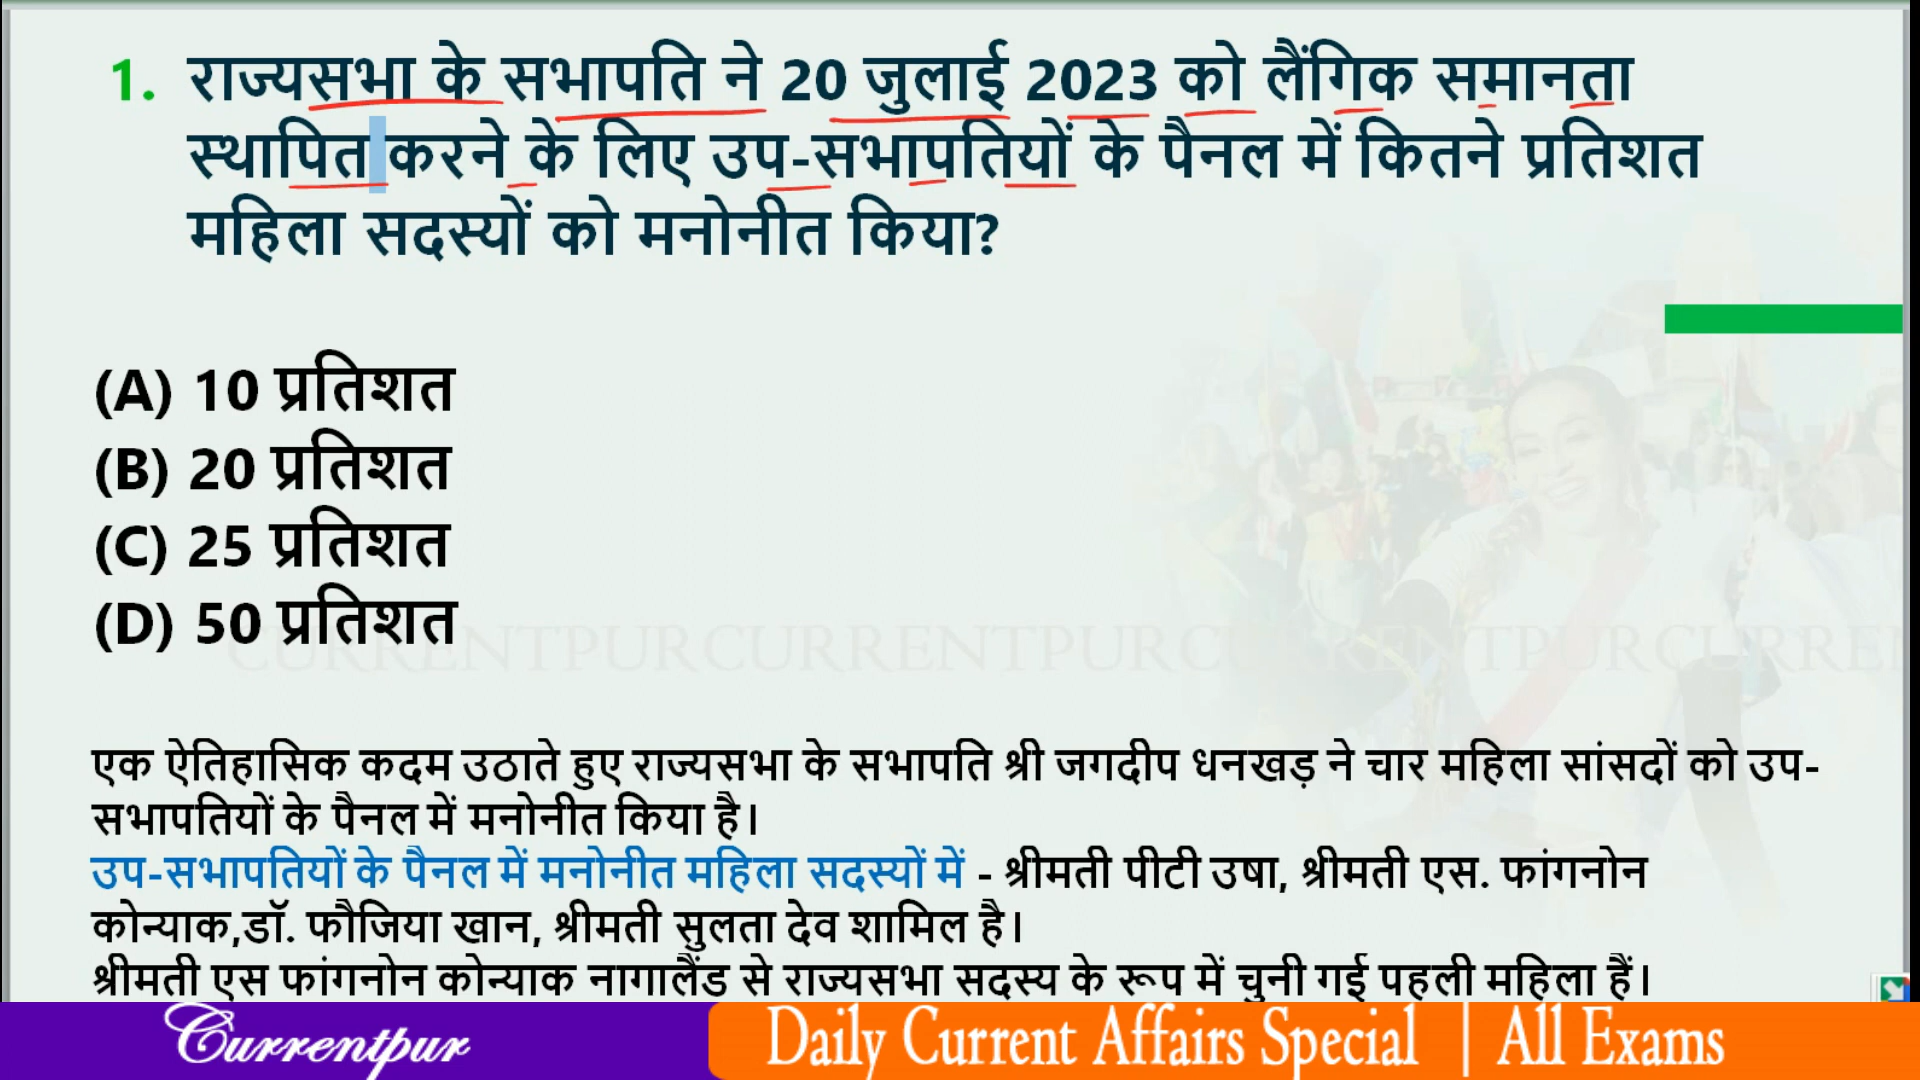 1. राज्यसभा के सभापति ने 20 जुलाई 2023 को लैंगिक समानता
स्थापित करने के लिए उप-सभापतियों के पैनल में कितने प्रतिशत
महिला सदस्यों को मनोनीत किया?
(A) 10 प्रतिशत
(B) 20 प्रतिशत
(C) 25 प्रतिशत
(D) 50 प्रतिशत
CURRENTPURCURRENTPURCURRENTPURCURRE
एक ऐतिहासिक कदम उठाते हुए राज्यसभा के सभापति श्री जगदीप धनखड़ ने चार महिला सांसदों को उप-
सभापतियों के पैनल में मनोनीत किया है।
उप-सभापतियों के पैनल में मनोनीत महिला सदस्यों में - श्रीमती पीटी उषा, श्रीमती एस. फांगनोन
कोन्याक,डॉ. फौजिया खान, श्रीमती सुलता देव शामिल है।
श्रीमती एस फांगनोन कोन्याक नागालैंड से राज्यसभा सदस्य के रूप में चुनी गई पहली महिला हैं।
Currentpur
Daily Current Affairs Special | All Exams